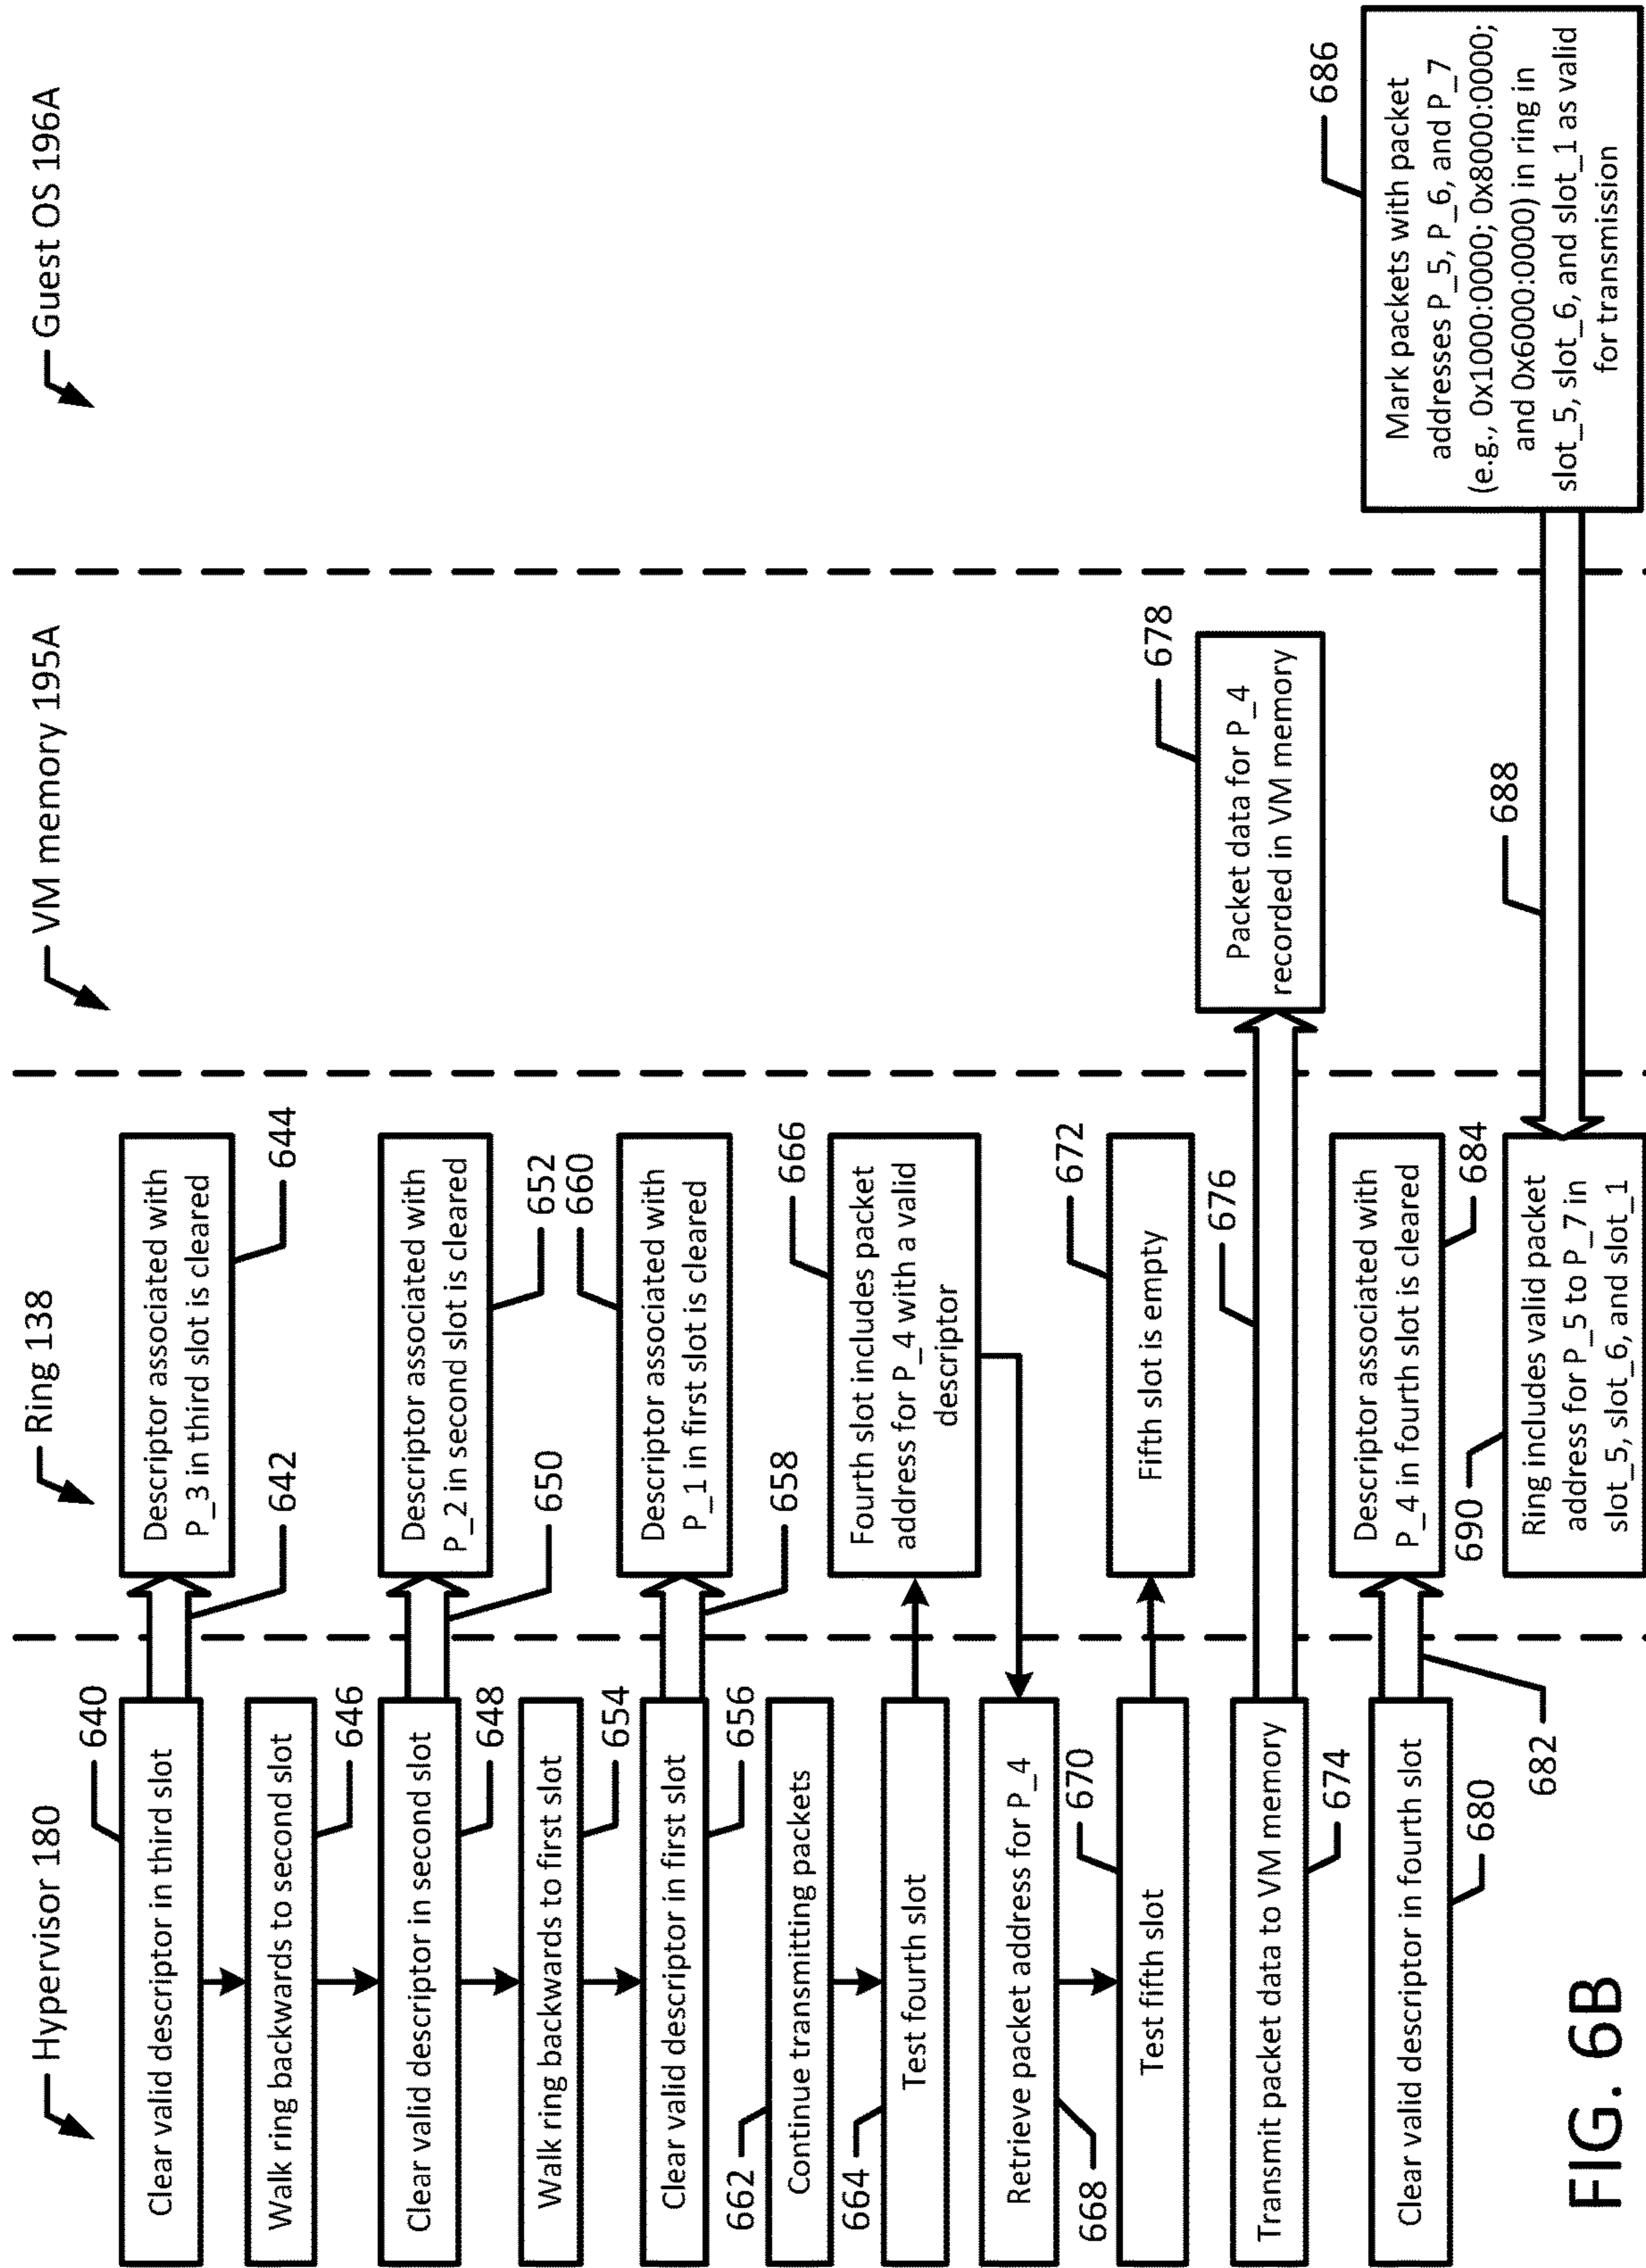 Hypervisor 180
Ring 138
VM memory 195A
Guest OS 196A
640
Clear valid descriptor in third slot
642
Descriptor associated with
P_3 in third slot is cleared
644
Walk ring backwards to second slot
646
Clear valid descriptor in second slot
648
650
Descriptor associated with
P_2 in second slot is cleared
652
Walk ring backwards to first slot
654
Clear valid descriptor in first slot
656
658
660
Descriptor associated with
P_1 in first slot is cleared
662
Continue transmitting packets
664
Test fourth slot
666
Fourth slot includes packet
address for P_4 with a valid
descriptor
668
Retrieve packet address for P_4
670
Test fifth slot
672
Fifth slot is empty
674
Transmit packet data to VM memory
676
678
Packet data for P_4
recorded in VM memory
680
Clear valid descriptor in fourth slot
682
Descriptor associated with
P_4 in fourth slot is cleared
684
686
Mark packets with packet
addresses P_5, P_6, and P_7
(e.g., 0x1000:0000; 0x8000:0000;
and 0x6000:0000) in ring in
slot_5, slot_6, and slot_1 as valid
for transmission
688
690
Ring includes valid packet
address for P_5 to P_7 in
slot_5, slot_6, and slot_1
FIG. 6B